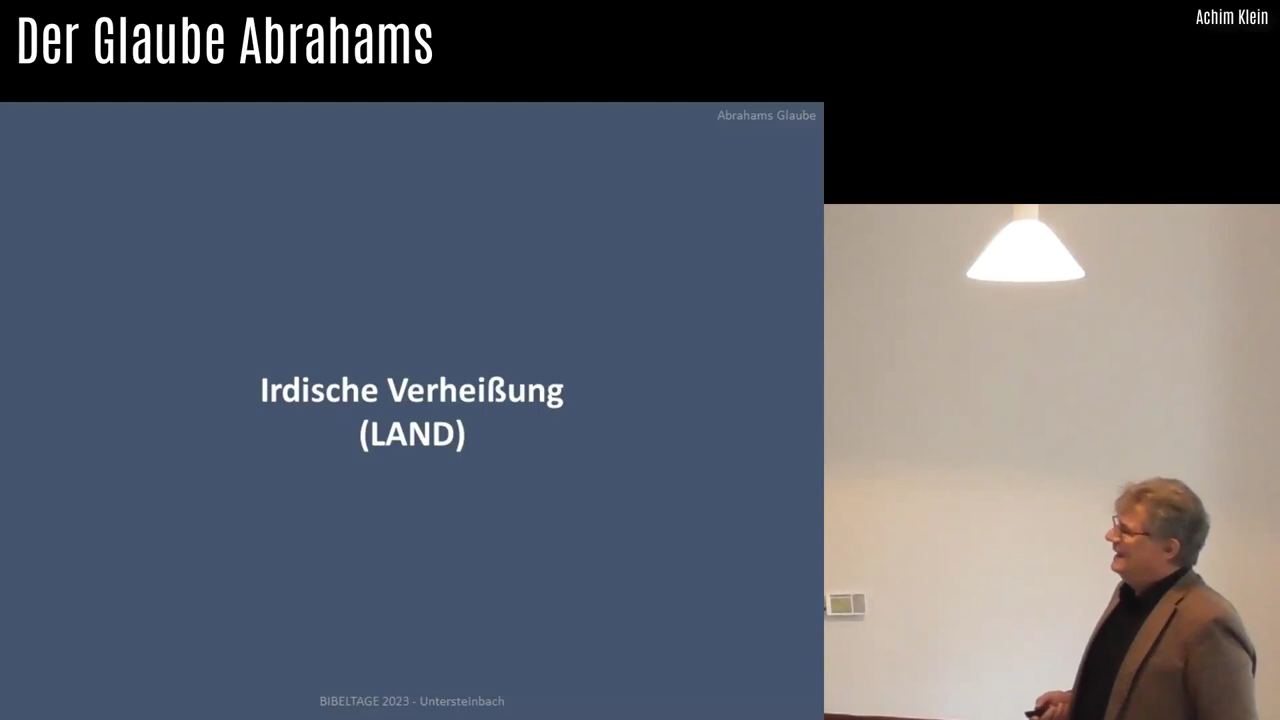 Der Glaube Abrahams
Achim Klein
Abrahams Glaube
Irdische Verheißung
(LAND)
BIBELTAGE 2023 - Untersteinbach